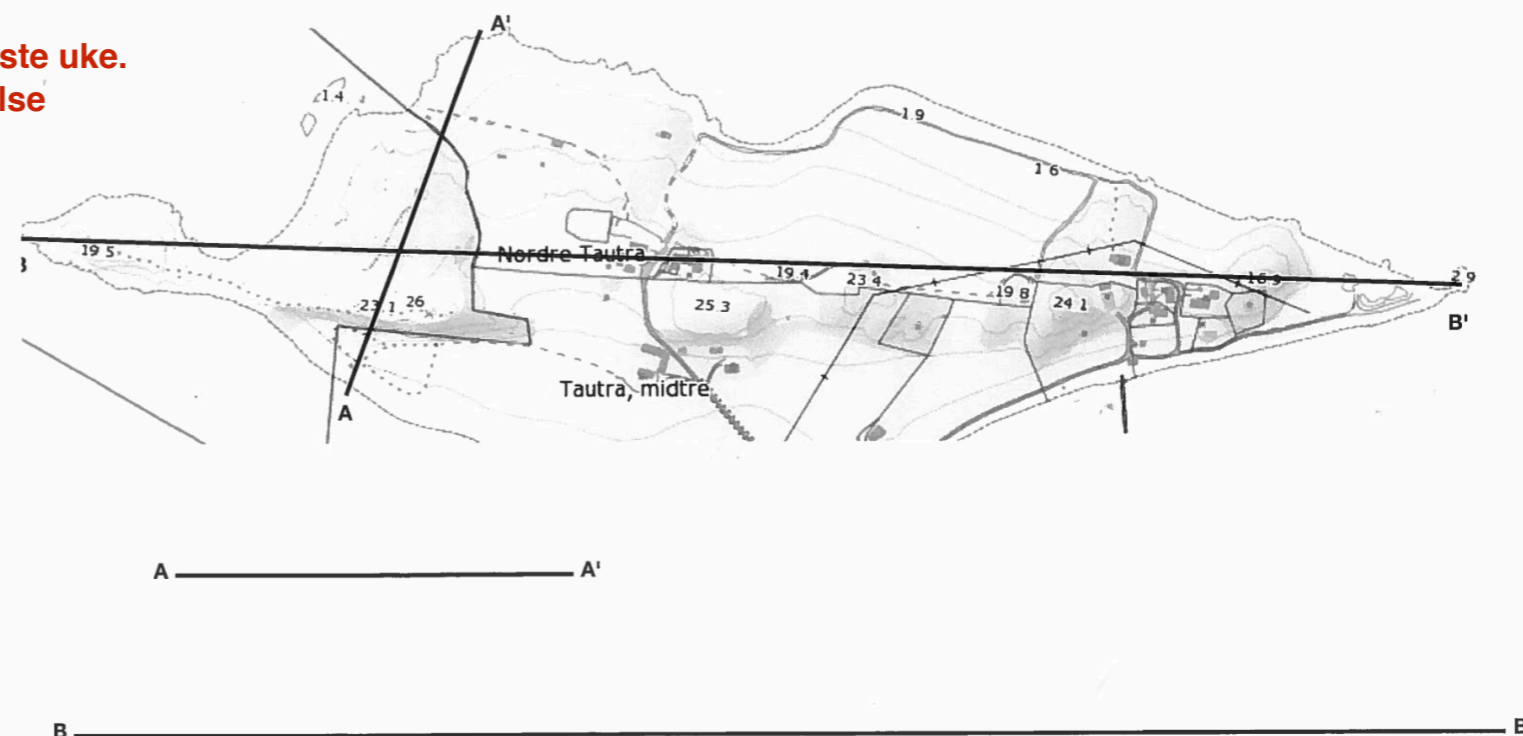 ste uke.
lse
A'
1.4
1.9
1 6
19 5
Nordre Tautra
19 4
23 4
19 8
24 1
16 9
2 9
B'
23 1
26
25.3
Tautra, midtre
A
A
A'
B